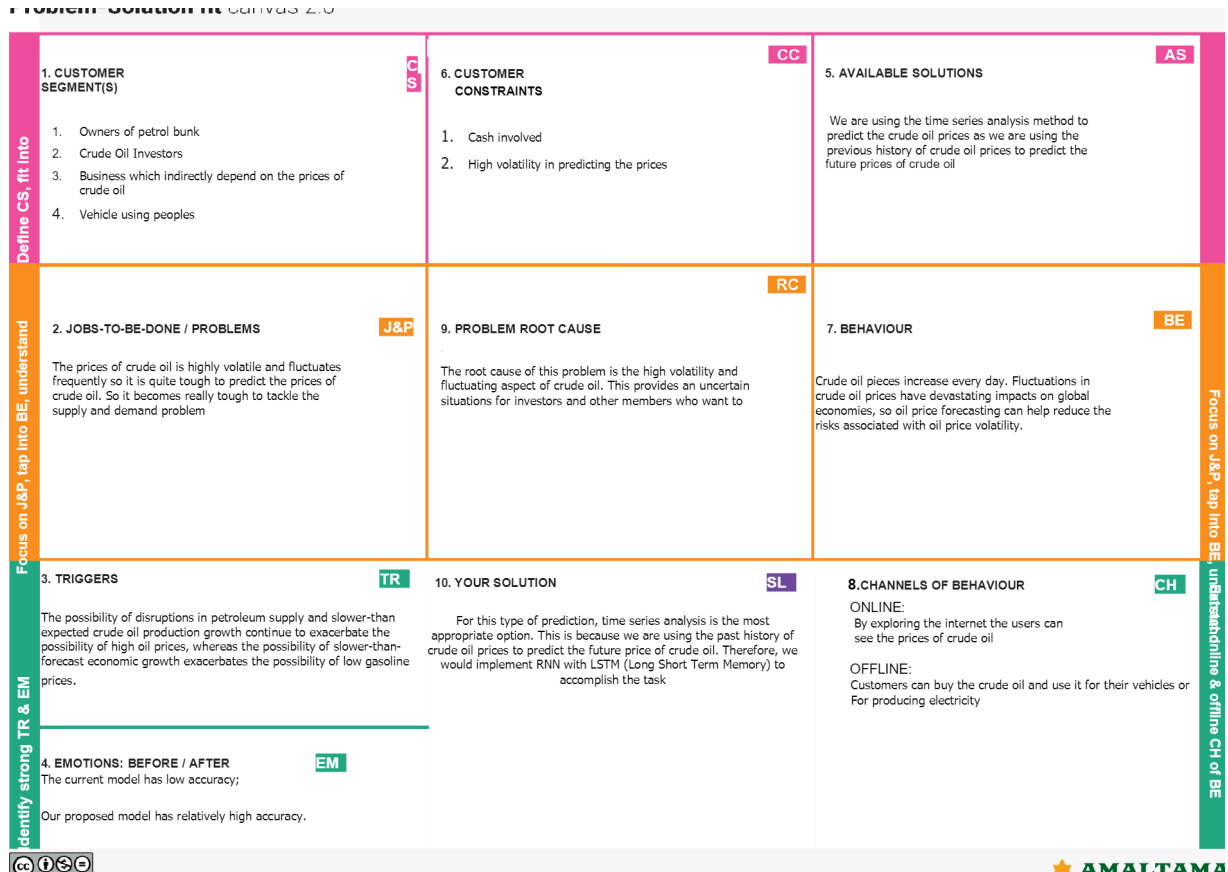 Problem-Solution fit canvas 2.0
Define CS, fit into
1. CUSTOMER
SEGMENT(S)
CS
1. Owners of petrol bunk
2. Crude Oil Investors
3. Business which indirectly depend on the prices of
crude oil
4. Vehicle using peoples
6. CUSTOMER
CONSTRAINTS
CC
1. Cash involved
2. High volatility in predicting the prices
5. AVAILABLE SOLUTIONS
AS
We are using the time series analysis method to
predict the crude oil prices as we are using the
previous history of crude oil prices to predict the
future prices of crude oil
Focus on J&P, tap into BE, understand
2. JOBS-TO-BE-DONE / PROBLEMS
J&P
The prices of crude oil is highly volatile and fluctuates
frequently so it is quite tough to predict the prices of
crude oil. So it becomes really tough to tackle the
supply and demand problem
9. PROBLEM ROOT CAUSE
RC
The root cause of this problem is the high volatility and
fluctuating aspect of crude oil. This provides an uncertain
situations for investors and other members who want to
7. BEHAVIOUR
BE
Crude oil pieces increase every day. Fluctuations in
crude oil prices have devastating impacts on global
economies, so oil price forecasting can help reduce the
risks associated with oil price volatility.
Focus on J&P, tap into BE,
Identify strong TR & EM
3. TRIGGERS
TR
The possibility of disruptions in petroleum supply and slower-than
expected crude oil production growth continue to exacerbate the
possibility of high oil prices, whereas the possibility of slower-than-
forecast economic growth exacerbates the possibility of low gasoline
prices.
4. EMOTIONS: BEFORE / AFTER
EM
The current model has low accuracy;
Our proposed model has relatively high accuracy.
10. YOUR SOLUTION
SL
For this type of prediction, time series analysis is the most
appropriate option. This is because we are using the past history of
crude oil prices to predict the future price of crude oil. Therefore, we
would implement RNN with LSTM (Long Short Term Memory) to
accomplish the task
8.CHANNELS OF BEHAVIOUR
CH
ONLINE:
By exploring the internet the users can
see the prices of crude oil
OFFLINE:
Customers can buy the crude oil and use it for their vehicles or
For producing electricity
online & offline CH of BE
cc
AMALTAMA